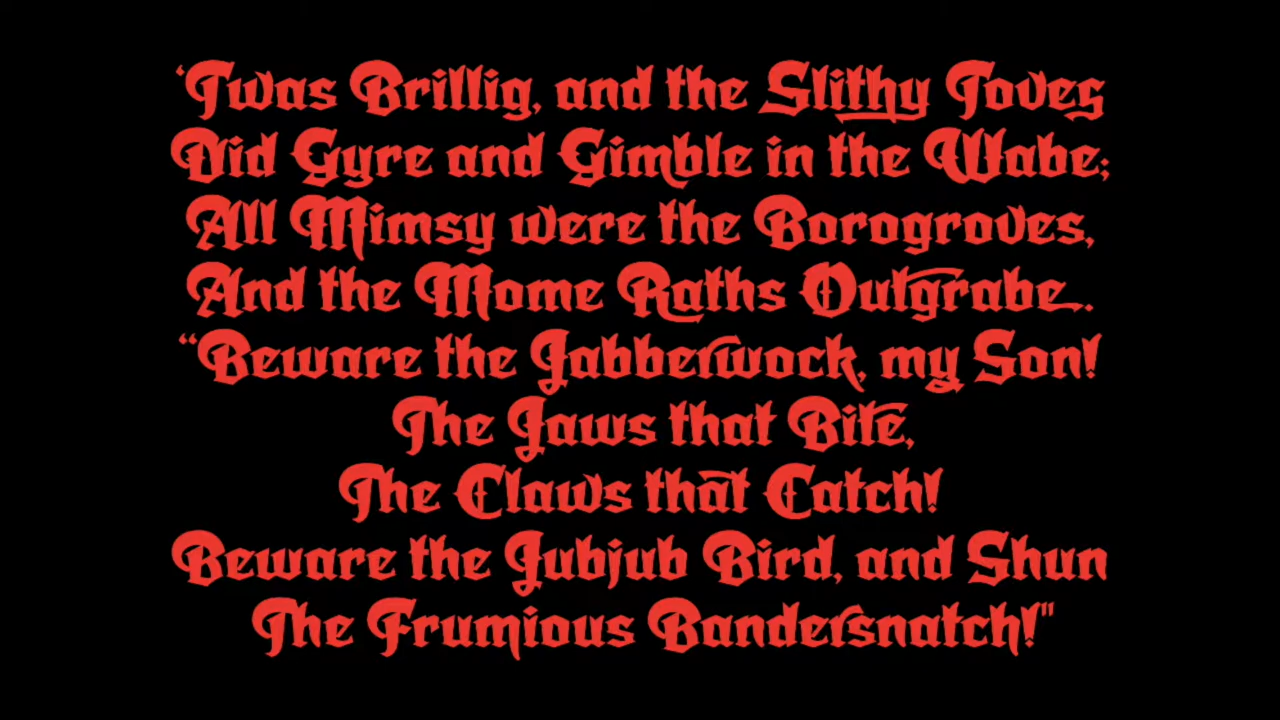 ‘Twas Brillig, and the Slithy Toves
Did Gyre and Gimble in the Wabe;
All Mimsy were the Borogroves,
And the Mome Raths Outgrabe..
“Beware the Jabberwock, my Son!
The Jaws that Bite,
The Claws that Catch!
Beware the Jubjub Bird, and Shun
The Frumious Bandersnatch!"